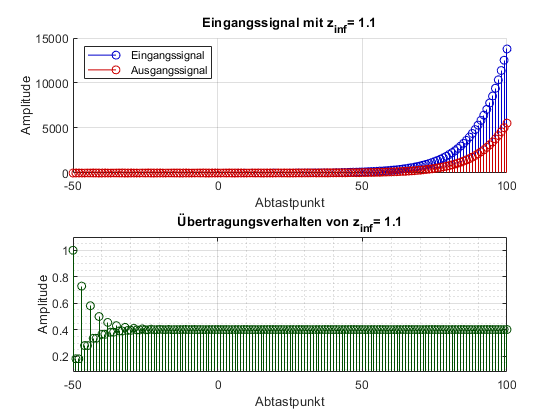 Eingangssignal mit z_inf= 1.1
15000
10000
5000
0
Amplitude
Eingangssignal
Ausgangssignal
-50
0
50
100
Abtastpunkt
Übertragungsverhalten von z_inf= 1.1
1
0.8
0.6
0.4
0.2
Amplitude
-50
0
50
100
Abtastpunkt